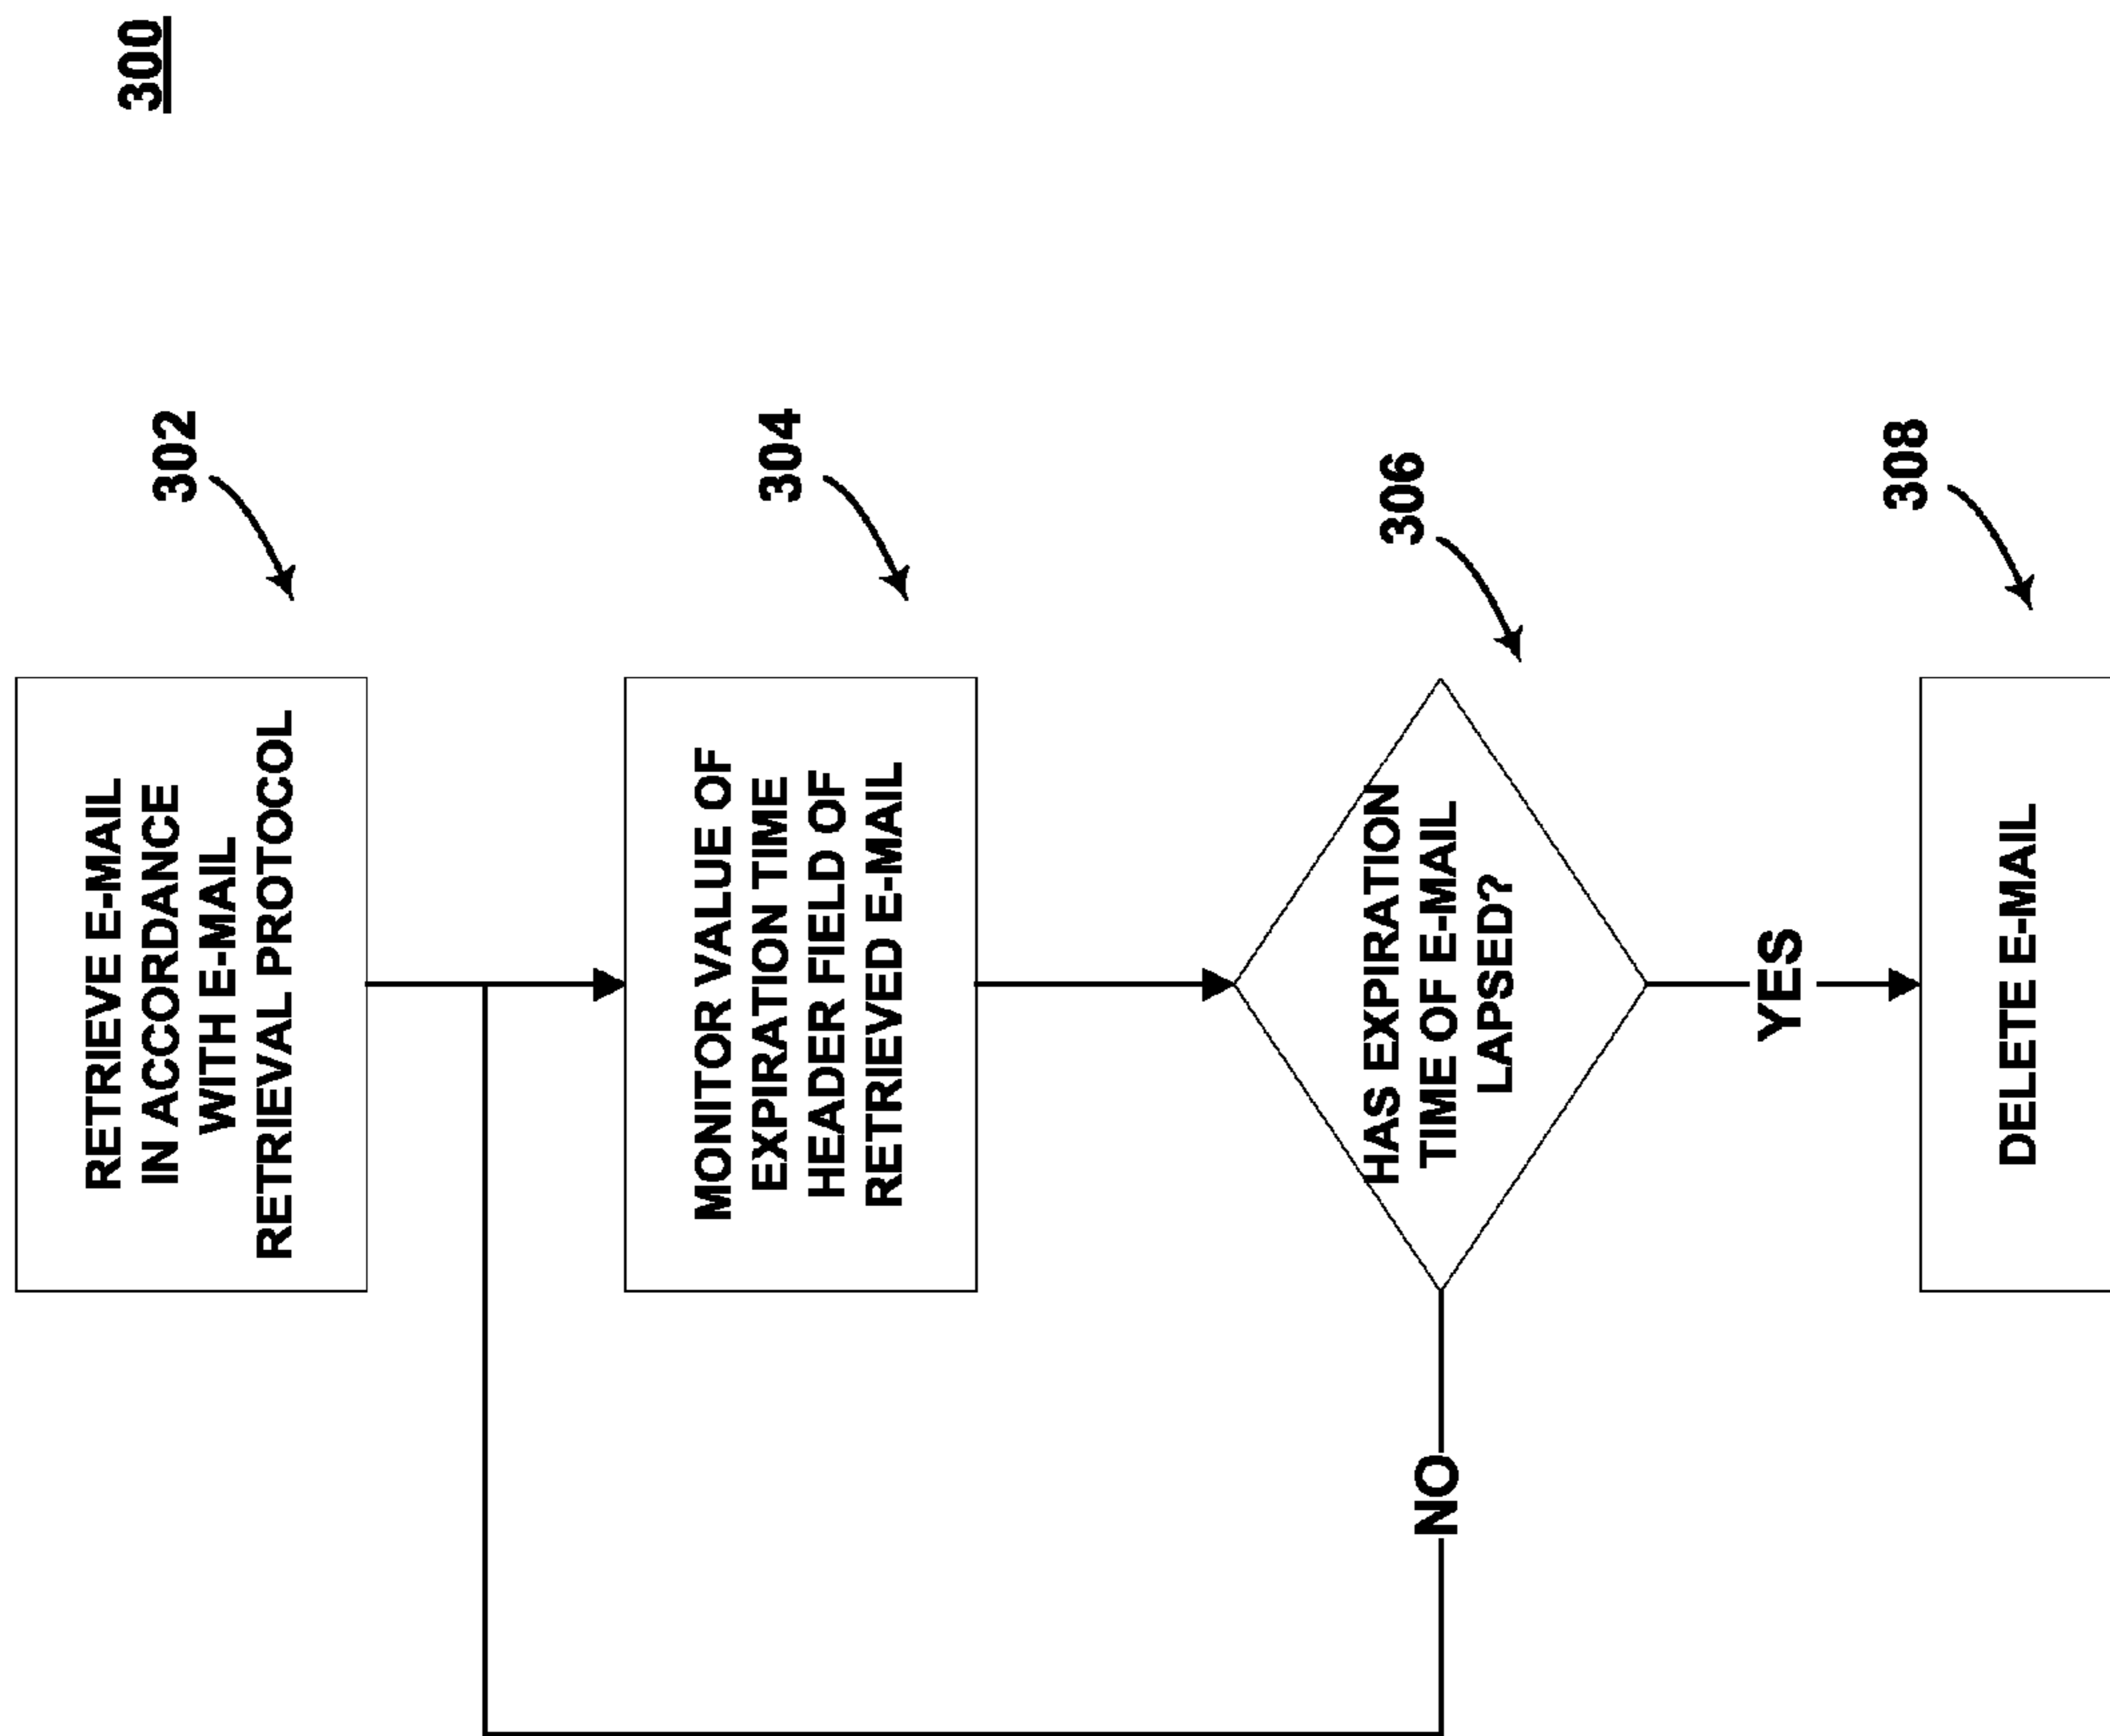 300
302
RETRIEVE E-MAIL
IN ACCORDANCE
WITH E-MAIL
RETRIEVAL PROTOCOL
304
MONITOR VALUE OF
EXPIRATION TIME
HEADER FIELD OF
RETRIEVED E-MAIL
306
HAS EXPIRATION
TIME OF E-MAIL
LAPSED?
NO
YES
308
DELETE E-MAIL